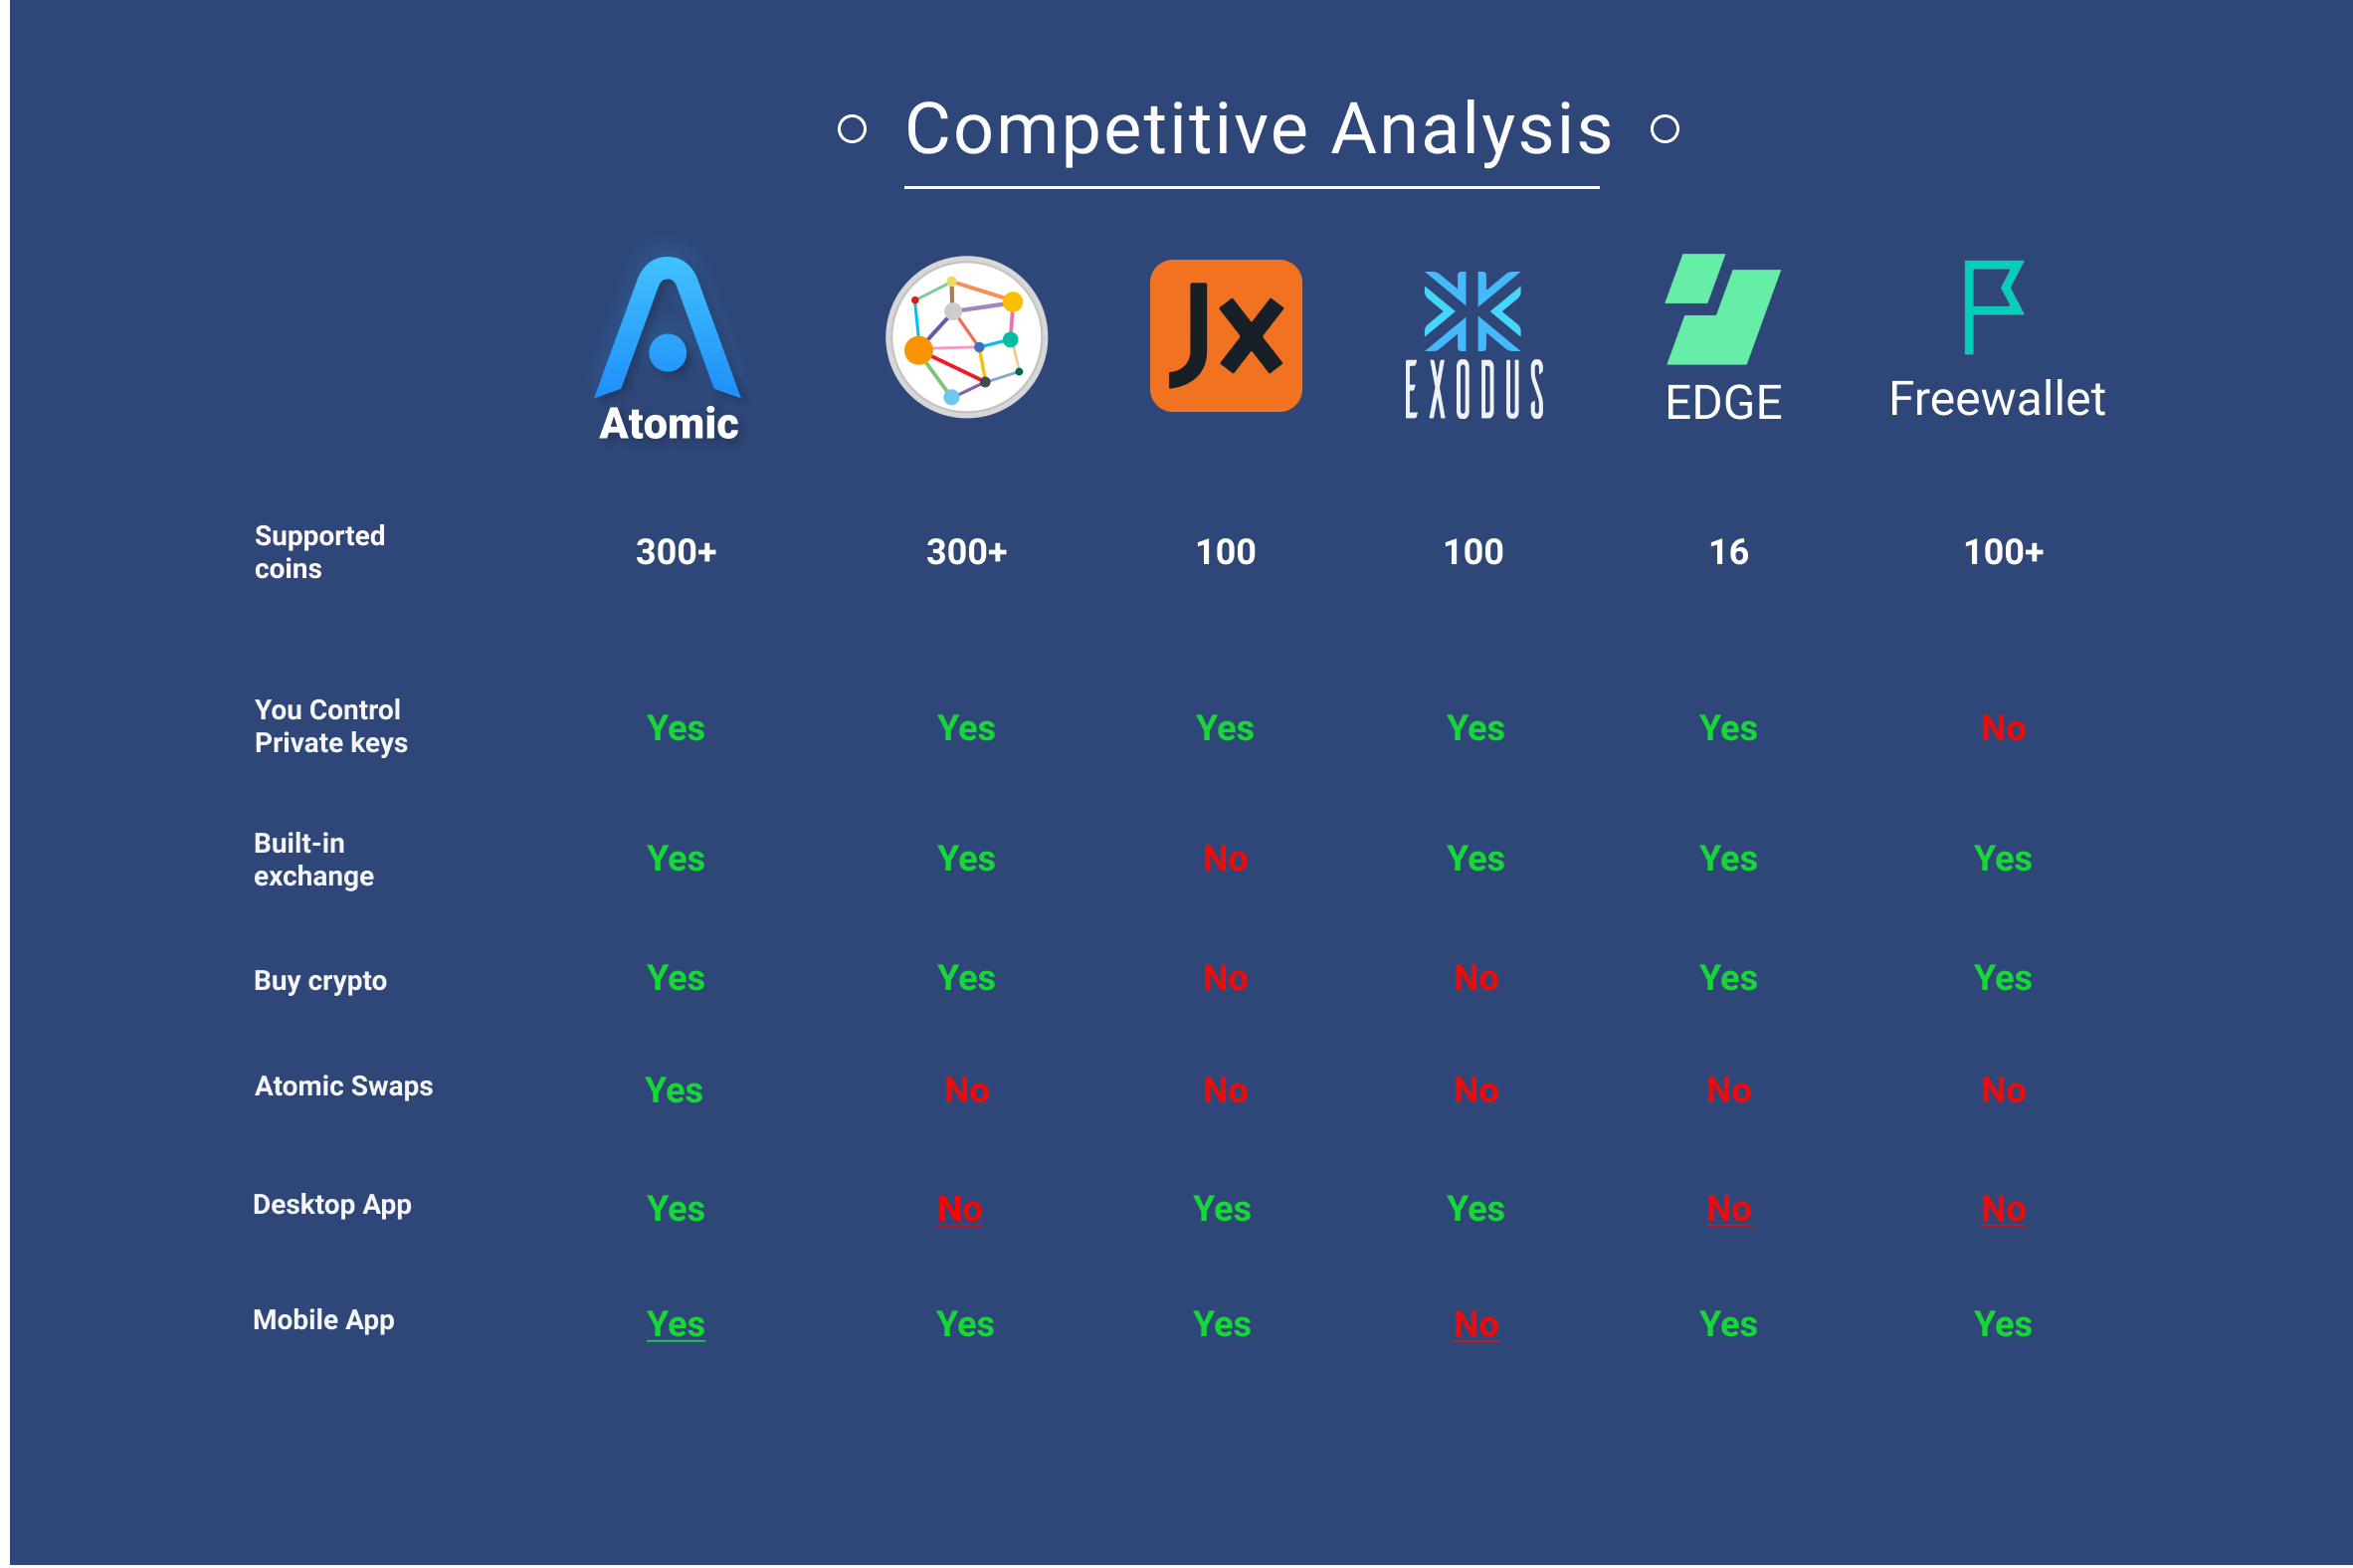 Competitive Analysis
Atomic
Jx
EXODUS
EDGE
Freewallet
Supported
coins
300+ 300+ 100 100 16 100+
You Control
Private keys
Yes Yes Yes Yes Yes No
Built-in
exchange
Yes Yes No Yes Yes Yes
Buy crypto Yes Yes No No Yes Yes
Atomic Swaps Yes No No No No No
Desktop App Yes No Yes Yes No No
Mobile App Yes Yes Yes No Yes Yes